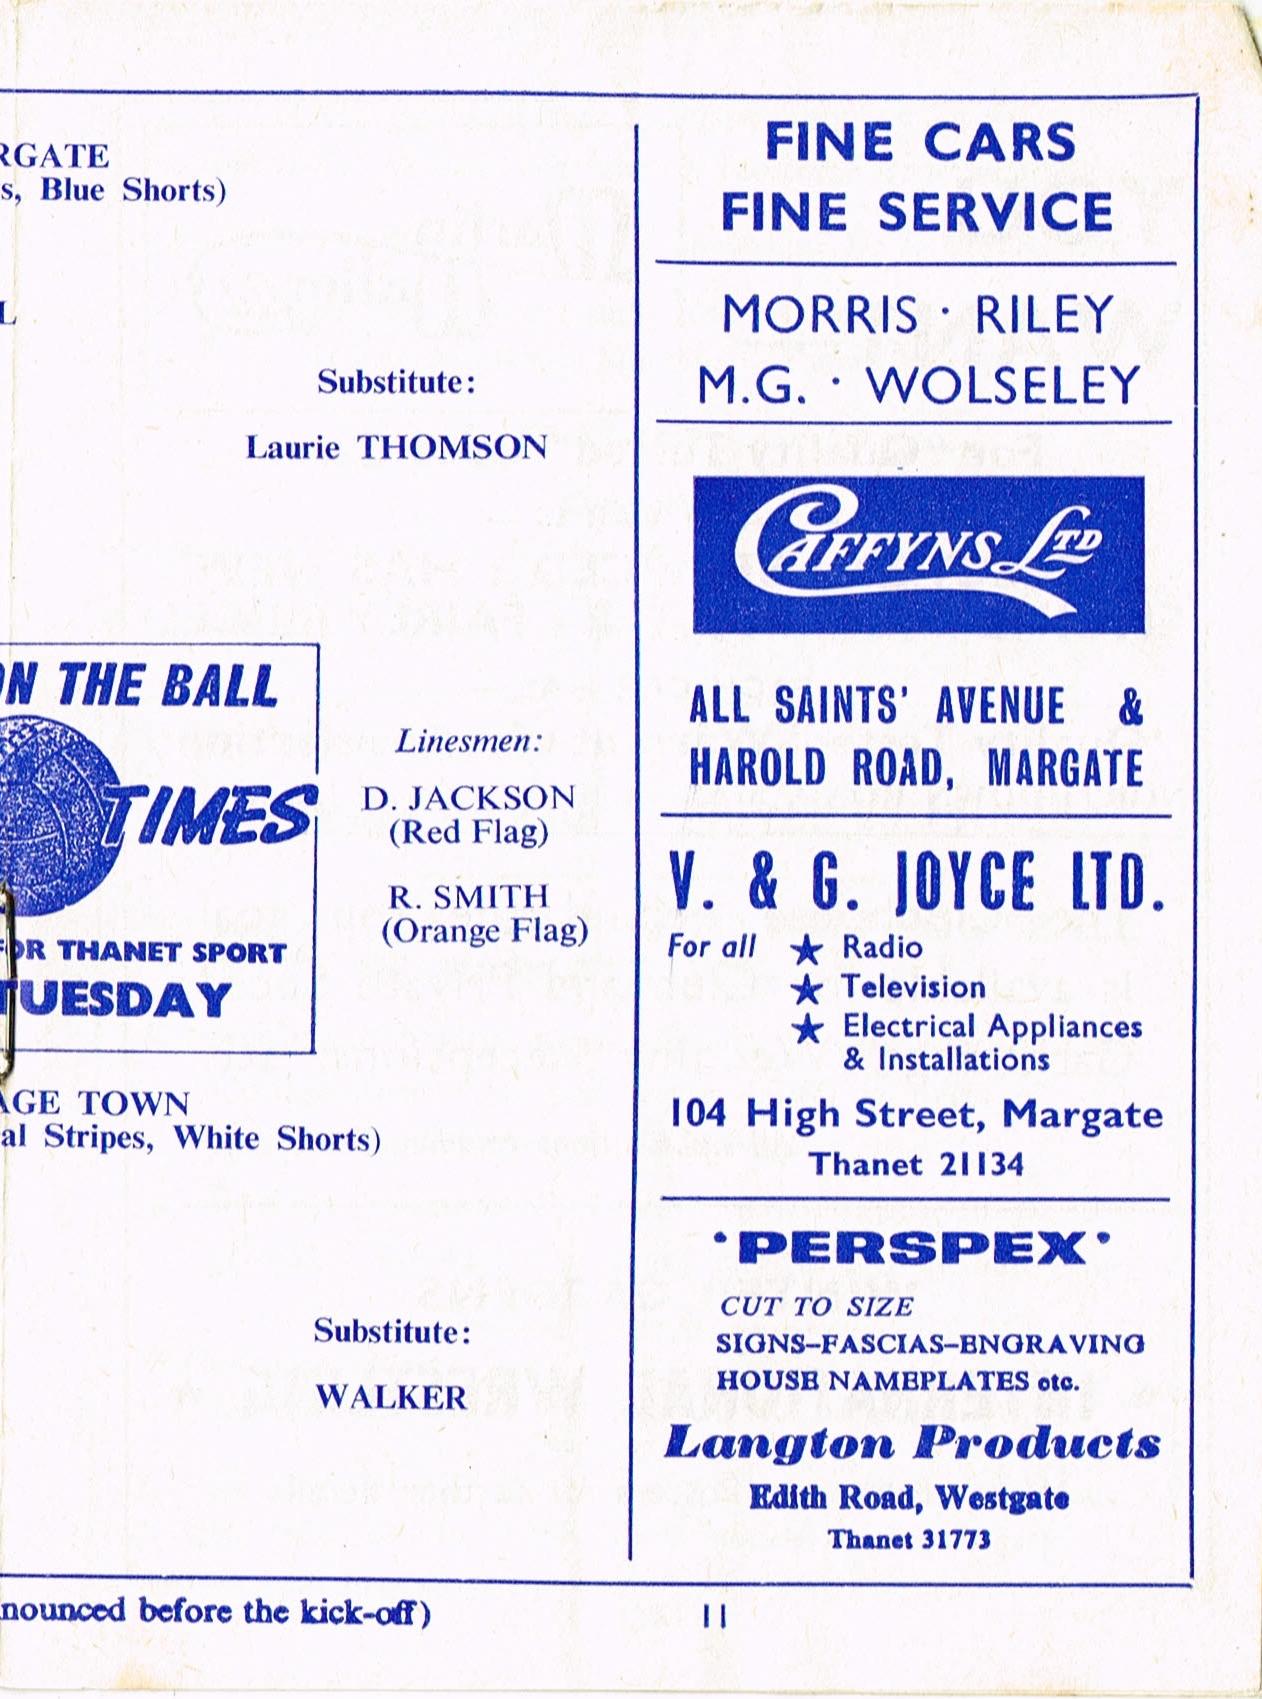 RGATE
s, Blue Shorts)
L
Substitute:
Laurie THOMSON
ON THE BALL
TIMES
FOR THANET SPORT
TUESDAY
Linesmen:
D. JACKSON
(Red Flag)
R. SMITH
(Orange Flag)
AGE TOWN
al Stripes, White Shorts)
Substitute:
WALKER
nounced before the kick-off)
FINE CARS
FINE SERVICE
MORRIS · RILEY
M.G. · WOLSELEY
CAFFYNS LTD
ALL SAINTS' AVENUE &
HAROLD ROAD, MARGATE
V. & G. JOYCE LTD.
For all ★ Radio
★ Television
★ Electrical Appliances
& Installations
104 High Street, Margate
Thanet 21134
'PERSPEX'
CUT TO SIZE
SIGNS–FASCIAS–ENGRAVING
HOUSE NAMEPLATES etc.
Langton Products
Edith Road, Westgate
Thanet 31773
11